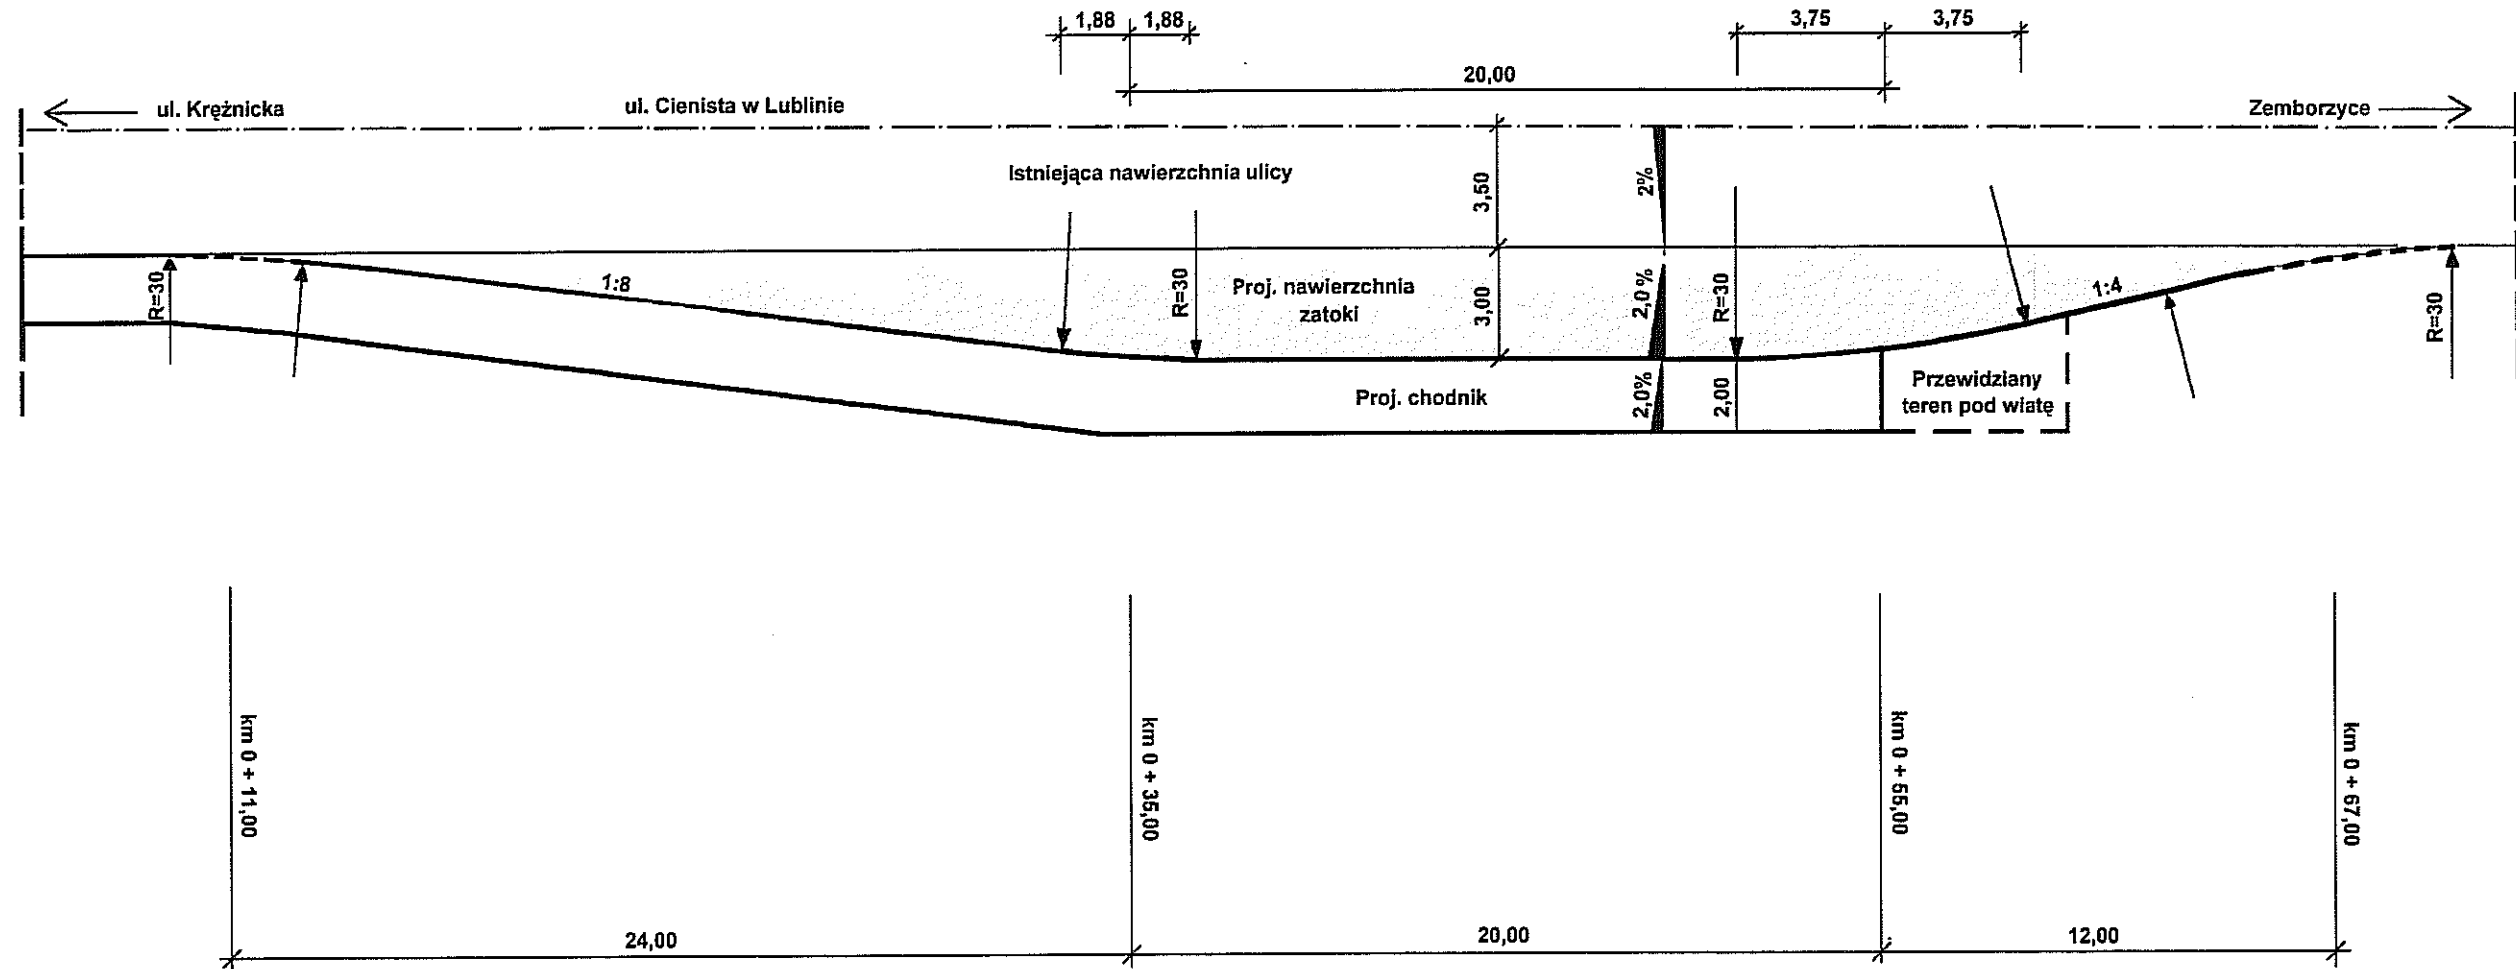 1,88 1,88
3,75 3,75
20,00
ul. Krężnicka
ul. Cienista w Lublinie
Zemborzyce
Istniejąca nawierzchnia ulicy
3,50
2%
R=30
1:8
R=30
Proj. nawierzchnia
zatoki
3,00
2,0%
R=30
1:4
R=30
Proj. chodnik
2,0%
2,00
Przewidziany
teren pod wiatę
km 0 + 11,00
km 0 + 35,00
km 0 + 55,00
km 0 + 67,00
24,00
20,00
12,00